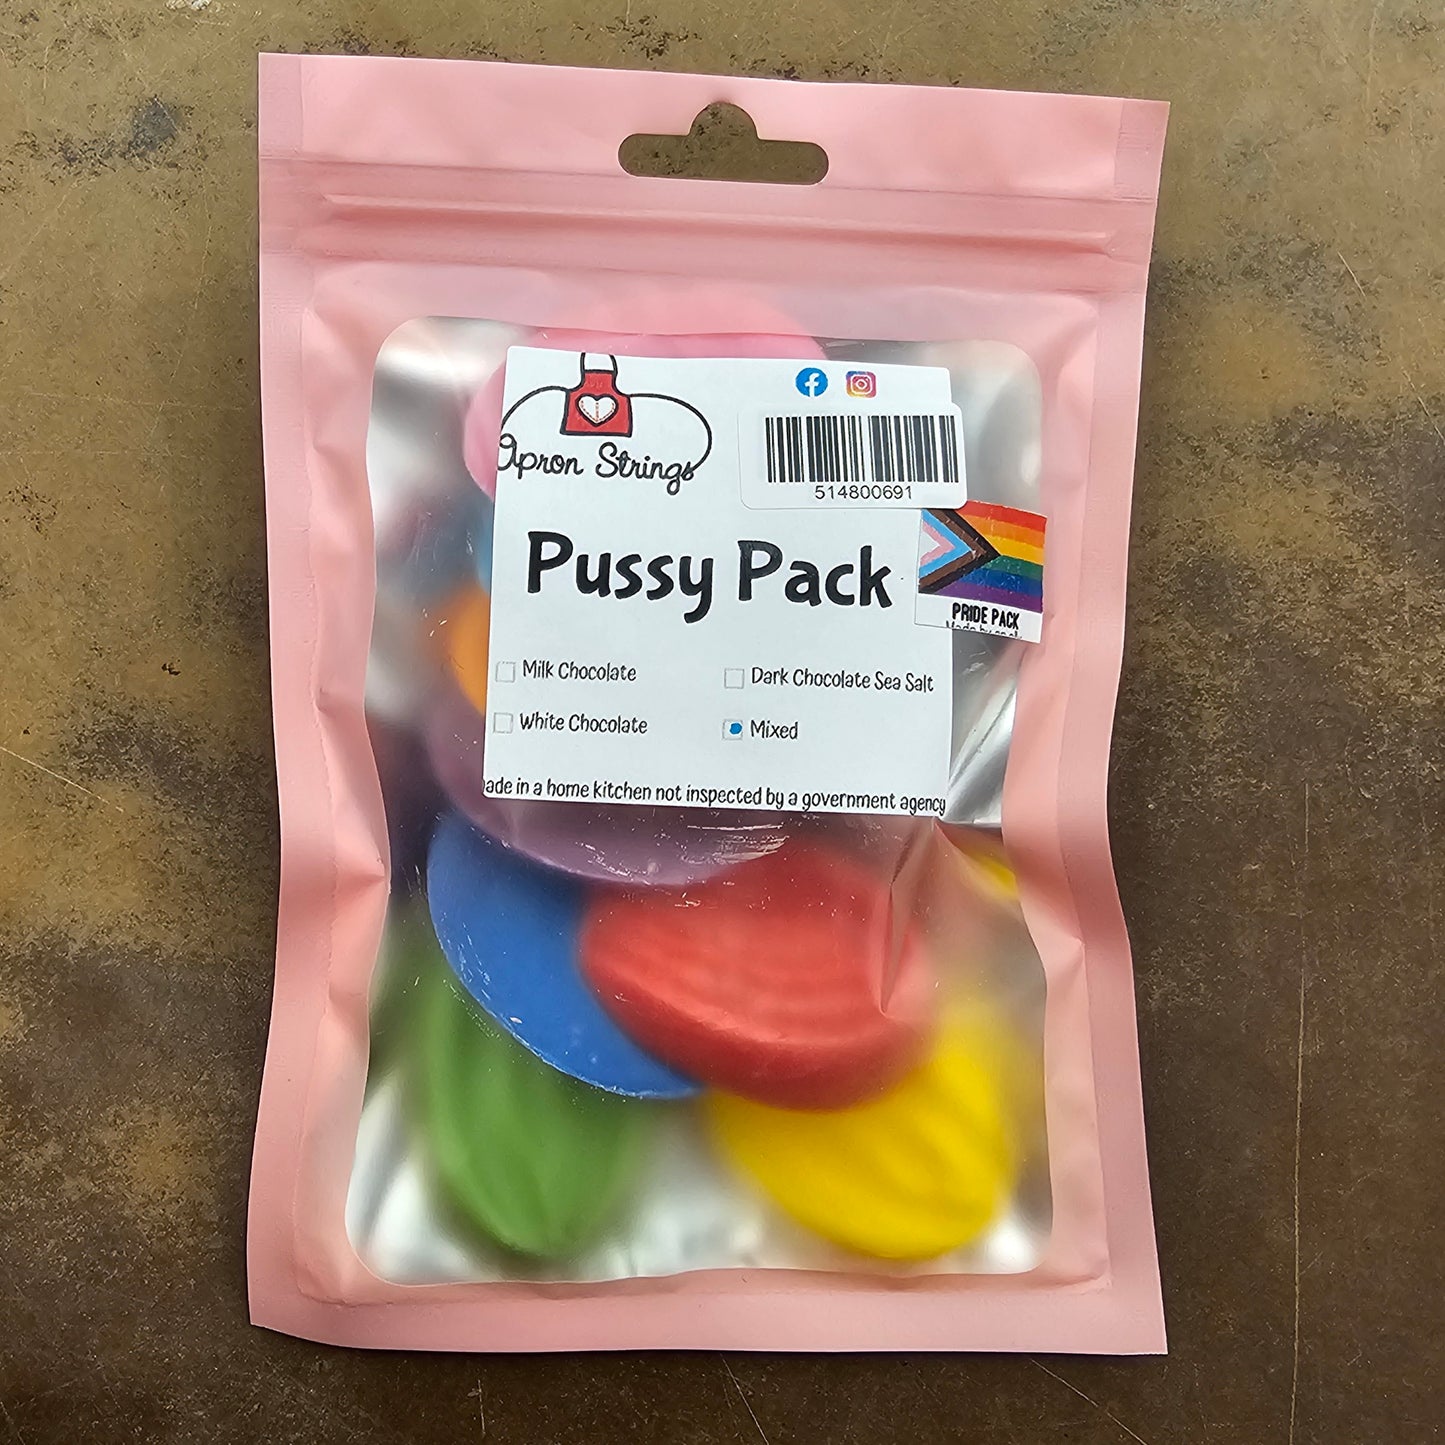 Apron Strings
514800691
Pussy Pack
PRIDE PACK
Milk Chocolate
Dark Chocolate Sea Salt
White Chocolate
Mixed
ade in a home kitchen not inspected by a government agency